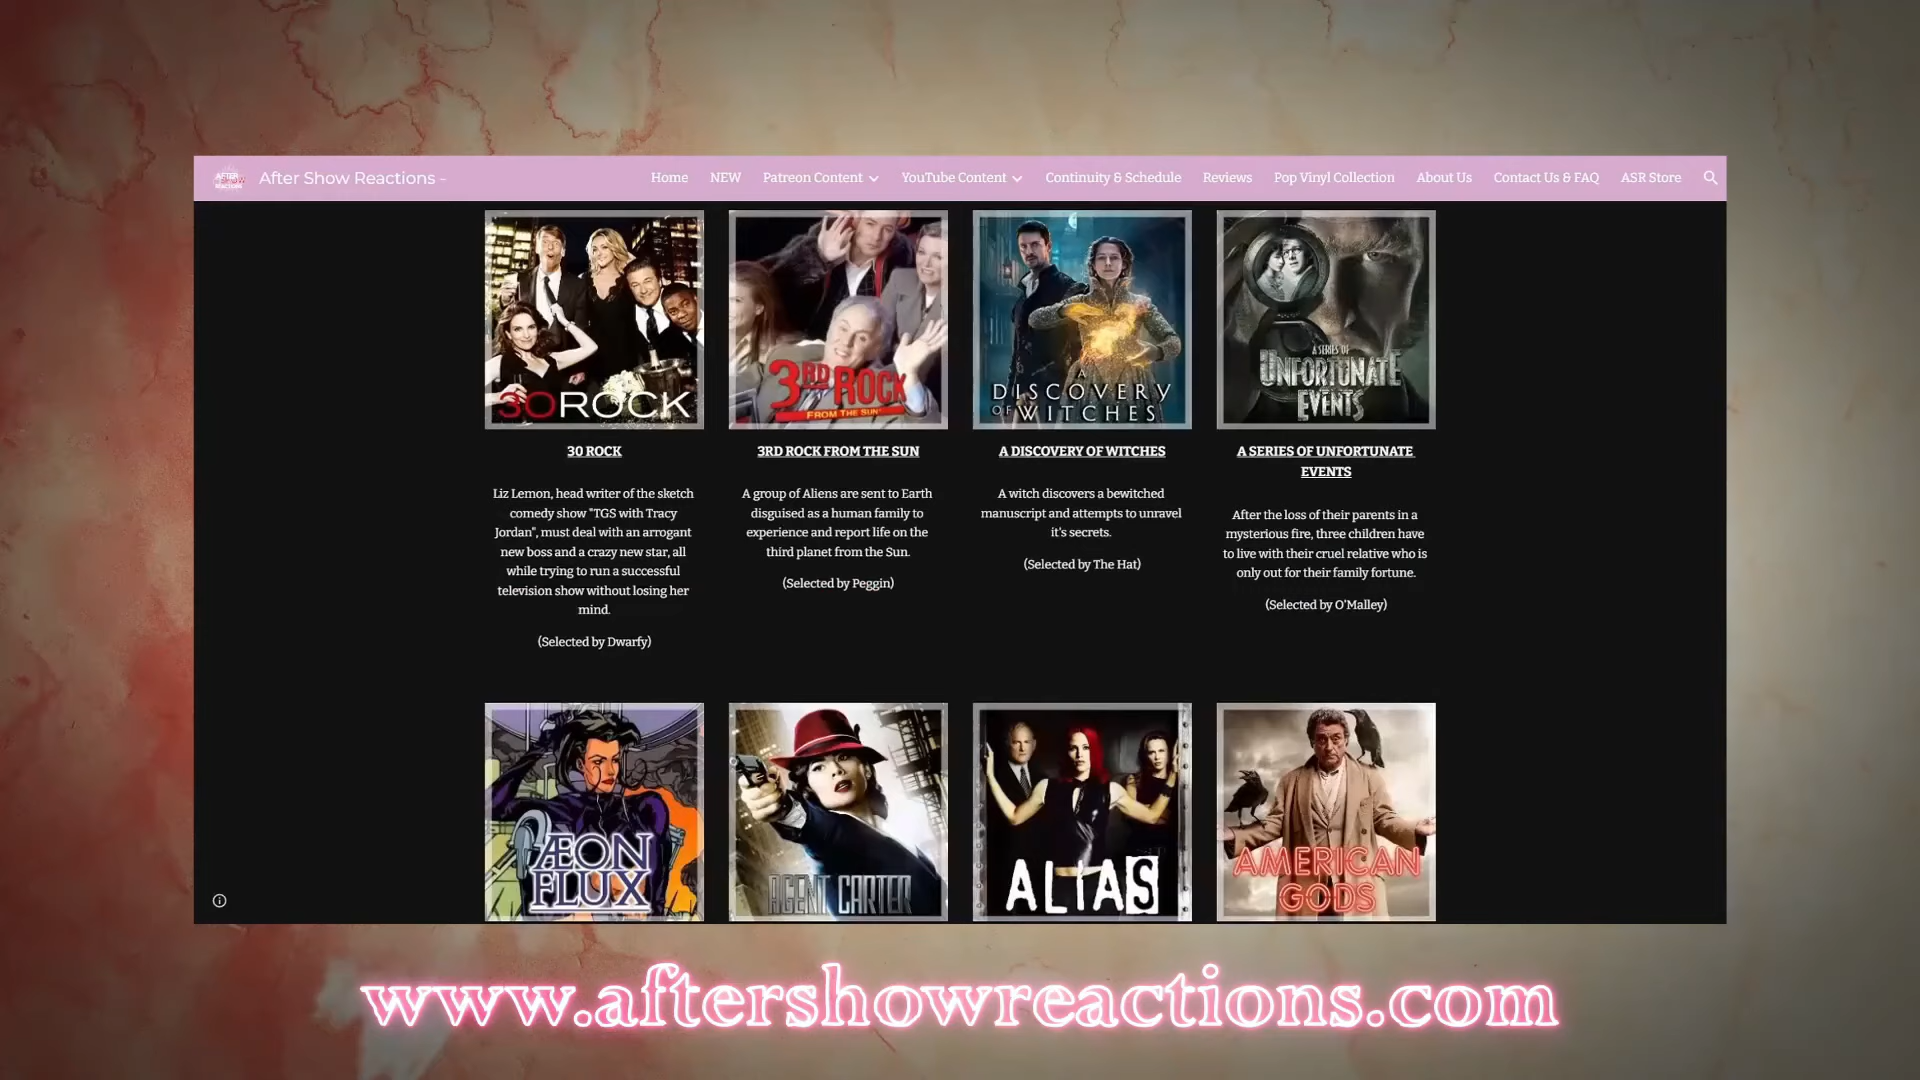 AFTER SHOW REACTIONS
After Show Reactions -
Home NEW Patreon Content YouTube Content Continuity & Schedule Reviews Pop Vinyl Collection About Us Contact Us & FAQ ASR Store
30ROCK
3RD ROCK
FROM THE SUN
A
DISCOVERY
OF WITCHES
A SERIES OF
UNFORTUNATE
EVENTS
30 ROCK
Liz Lemon, head writer of the sketch
comedy show "TGS with Tracy
Jordan", must deal with an arrogant
new boss and a crazy new star, all
while trying to run a successful
television show without losing her
mind.
(Selected by Dwarfy)
3RD ROCK FROM THE SUN
A group of Aliens are sent to Earth
disguised as a human family to
experience and report life on the
third planet from the Sun.
(Selected by Peggin)
A DISCOVERY OF WITCHES
A witch discovers a bewitched
manuscript and attempts to unravel
it's secrets.
(Selected by The Hat)
A SERIES OF UNFORTUNATE
EVENTS
After the loss of their parents in a
mysterious fire, three children have
to live with their cruel relative who is
only out for their family fortune.
(Selected by O'Malley)
ÆON
FLUX
AGENT CARTER
ALIAS
AMERICAN
GODS
www.aftershowreactions.com